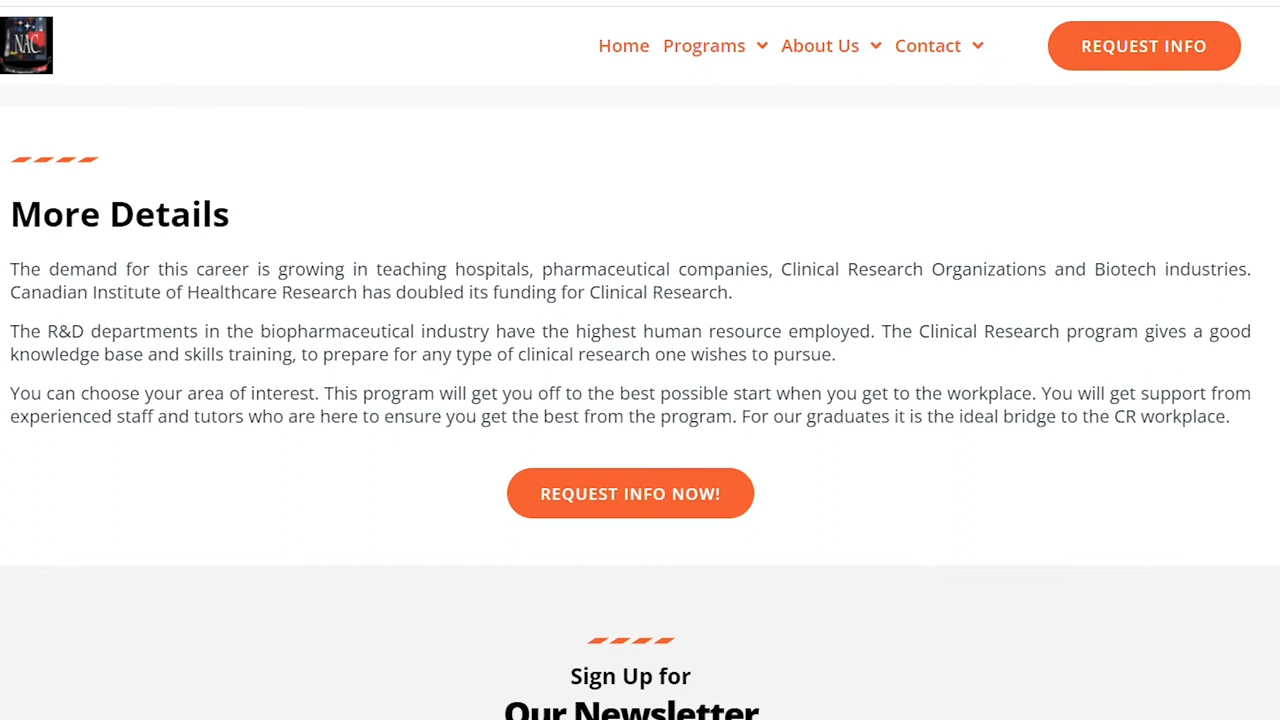 NAC
Home Programs About Us Contact REQUEST INFO
More Details
The demand for this career is growing in teaching hospitals, pharmaceutical companies, Clinical Research Organizations and Biotech industries.
Canadian Institute of Healthcare Research has doubled its funding for Clinical Research.
The R&D departments in the biopharmaceutical industry have the highest human resource employed. The Clinical Research program gives a good
knowledge base and skills training, to prepare for any type of clinical research one wishes to pursue.
You can choose your area of interest. This program will get you off to the best possible start when you get to the workplace. You will get support from
experienced staff and tutors who are here to ensure you get the best from the program. For our graduates it is the ideal bridge to the CR workplace.
REQUEST INFO NOW!
Sign Up for
Our Newsletter